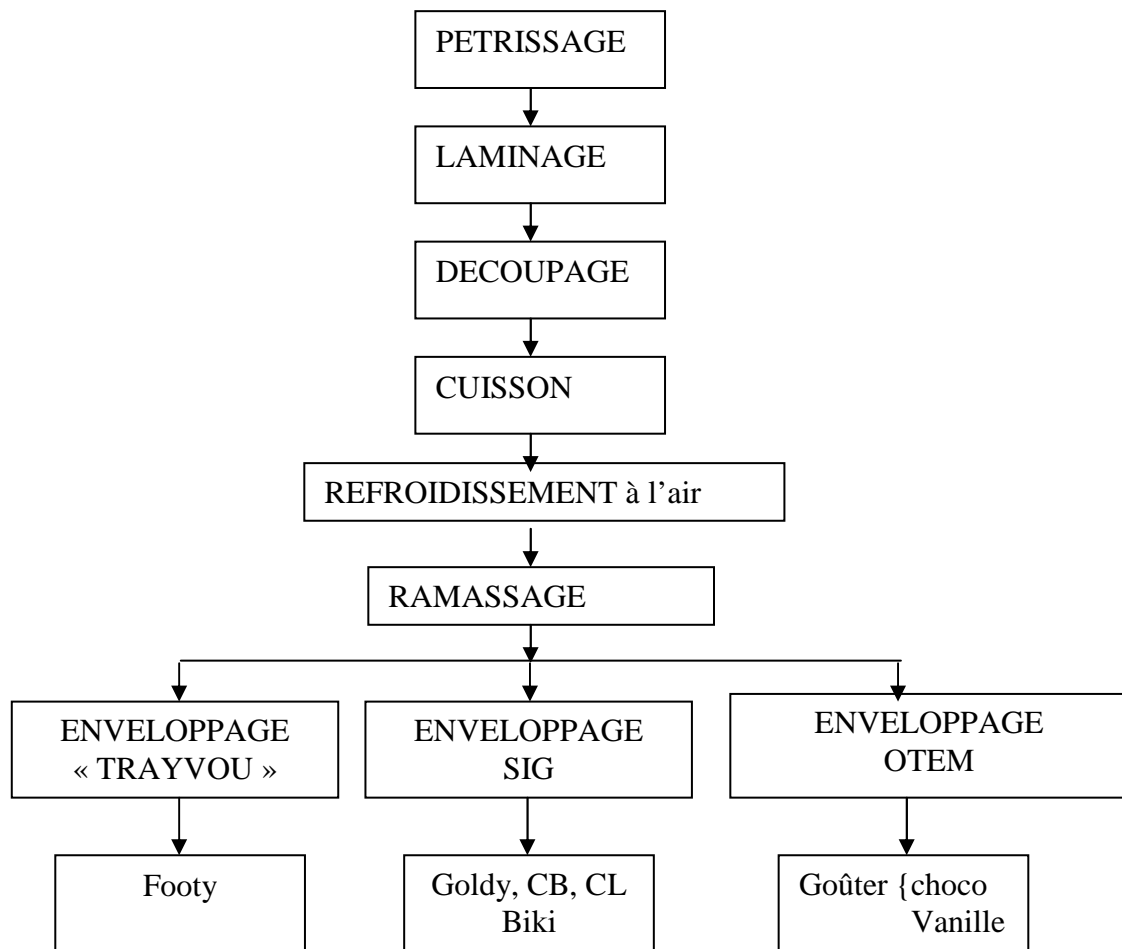 PETRISSAGE
LAMINAGE
DECOUPAGE
CUISSON
REFROIDISSEMENT à l’air
RAMASSAGE
ENVELOPPAGE
« TRAYVOU »
ENVELOPPAGE
SIG
ENVELOPPAGE
OTEM
Footy
Goldy, CB, CL
Biki
Goûter {choco
Vanille